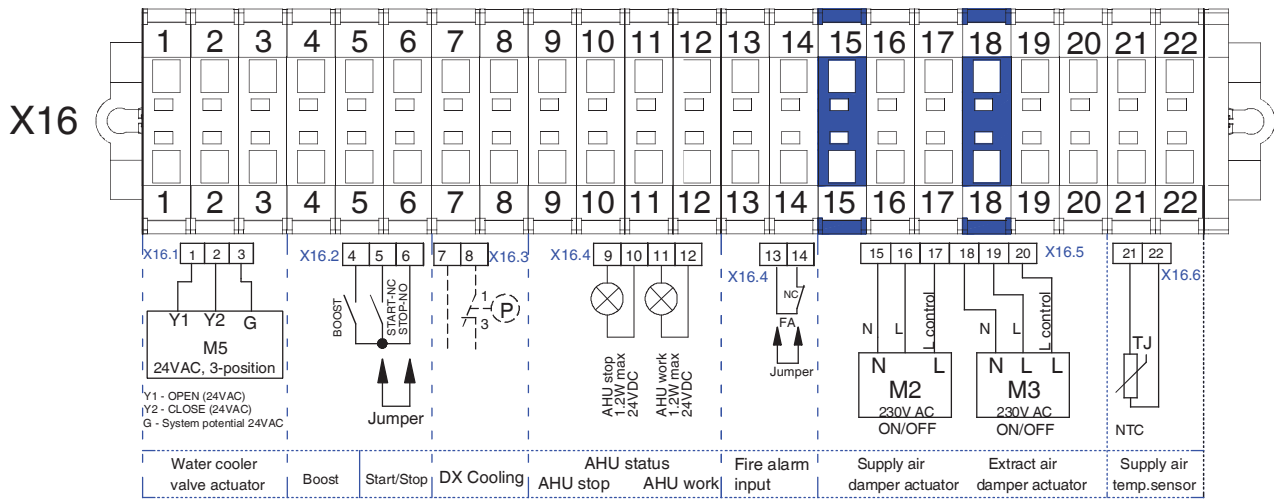 1 2 3 4 5 6 7 8 9 10 11 12 13 14 15 16 17 18 19 20 21 22
X16
1 2 3 4 5 6 7 8 9 10 11 12 13 14 15 16 17 18 19 20 21 22
X16.1 1 2 3
X16.2 4 5 6
7 8 X16.3
X16.4 9 10 11 12
X16.4 13 14
15 16 17 18 19 20 X16.5
21 22 X16.6
Y1 Y2 G
M5
24VAC, 3-position
Y1 - OPEN (24VAC)
Y2 - CLOSE (24VAC)
G - System potential 24VAC
BOOST
START-NC
STOP-NO
Jumper
1
3
P
AHU stop
1.2W max
24VDC
AHU work
1.2W max
24VDC
NC
FA
Jumper
N L L control
N L
M2
230V AC
ON/OFF
N L L control
N L L
M3
230V AC
ON/OFF
TJ
NTC
Water cooler
valve actuator
Boost
Start/Stop
DX Cooling
AHU status
AHU stop AHU work
Fire alarm
input
Supply air
damper actuator
Extract air
damper actuator
Supply air
temp.sensor